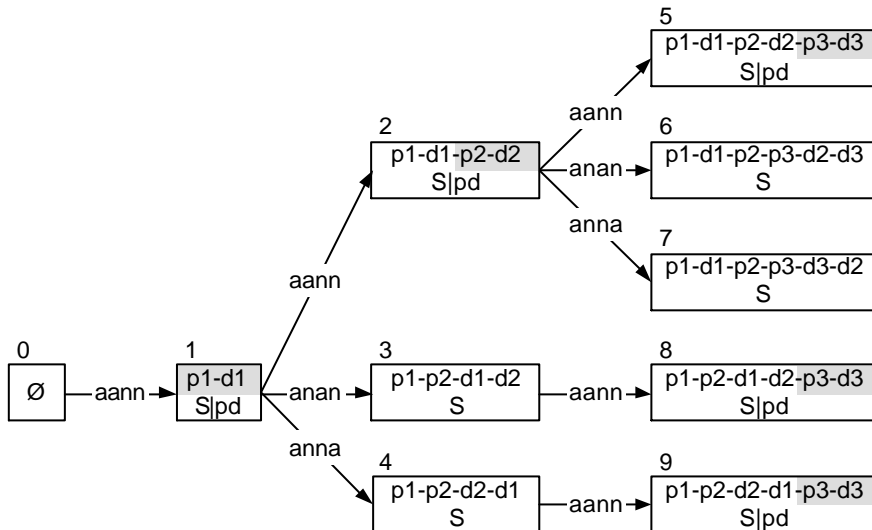 5
p1-d1-p2-d2-p3-d3
S|pd
aann
2
6
p1-d1-p2-d2
S|pd
anan
p1-d1-p2-p3-d2-d3
S
anna
7
p1-d1-p2-p3-d3-d2
S
aann
0
1
3
8
Ø
aann
p1-d1
S|pd
anan
p1-p2-d1-d2
S
aann
p1-p2-d1-d2-p3-d3
S|pd
anna
4
9
p1-p2-d2-d1
S
aann
p1-p2-d2-d1-p3-d3
S|pd